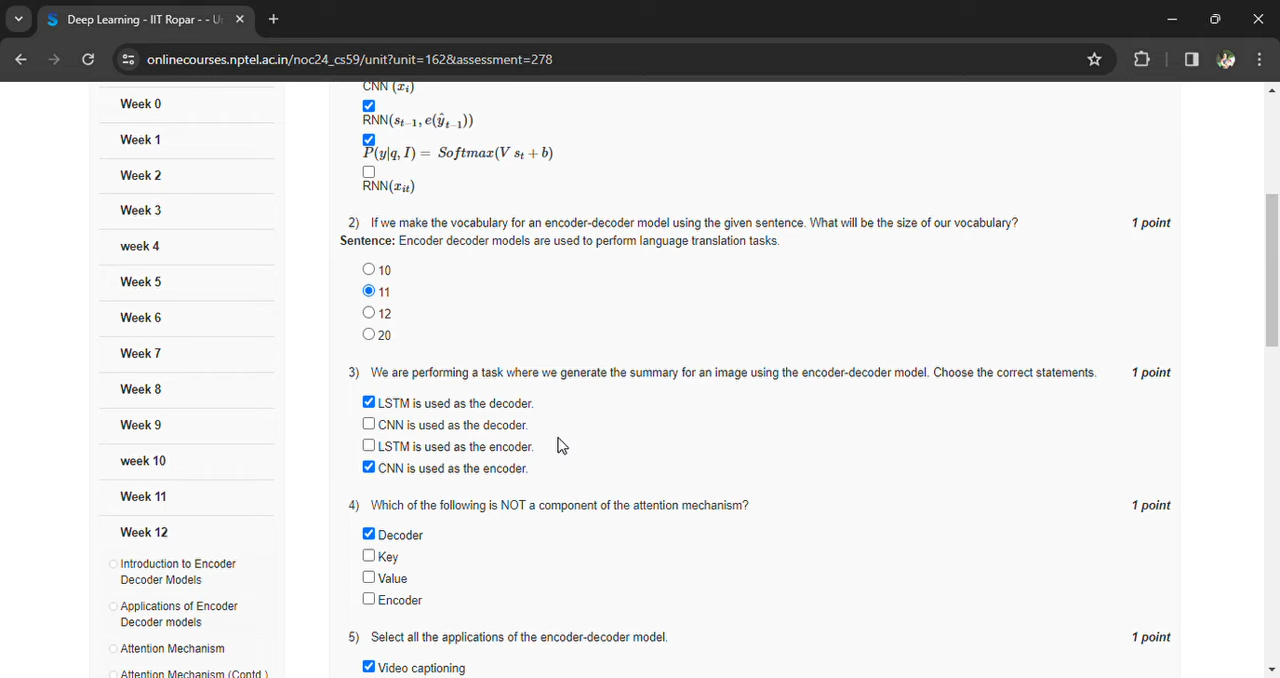 Deep Learning - IIT Ropar - - U
onlinecourses.nptel.ac.in/noc24_cs59/unit?unit=162&assessment=278
Week 0
Week 1
Week 2
Week 3
week 4
Week 5
Week 6
Week 7
Week 8
Week 9
week 10
Week 11
Week 12
Introduction to Encoder
Decoder Models
Applications of Encoder
Decoder models
Attention Mechanism
Attention Mechanism (Contd.)
CNN (xᵢ)
RNN(sₜ₋₁, e(ŷₜ₋₁))
P(y|q, I) = Softmax(V sₜ + b)
RNN(xᵢₜ)
2) If we make the vocabulary for an encoder-decoder model using the given sentence. What will be the size of our vocabulary? 1 point
Sentence: Encoder decoder models are used to perform language translation tasks.
10
11
12
20
3) We are performing a task where we generate the summary for an image using the encoder-decoder model. Choose the correct statements. 1 point
LSTM is used as the decoder.
CNN is used as the decoder.
LSTM is used as the encoder.
CNN is used as the encoder.
4) Which of the following is NOT a component of the attention mechanism? 1 point
Decoder
Key
Value
Encoder
5) Select all the applications of the encoder-decoder model. 1 point
Video captioning